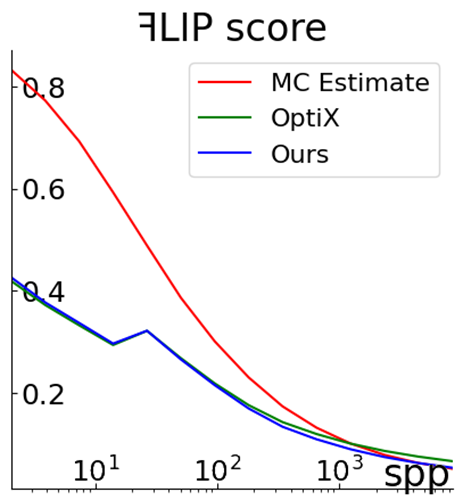 ꟻLIP score
MC Estimate
OptiX
Ours
0.8
0.6
0.4
0.2
10¹ 10² 10³ spp